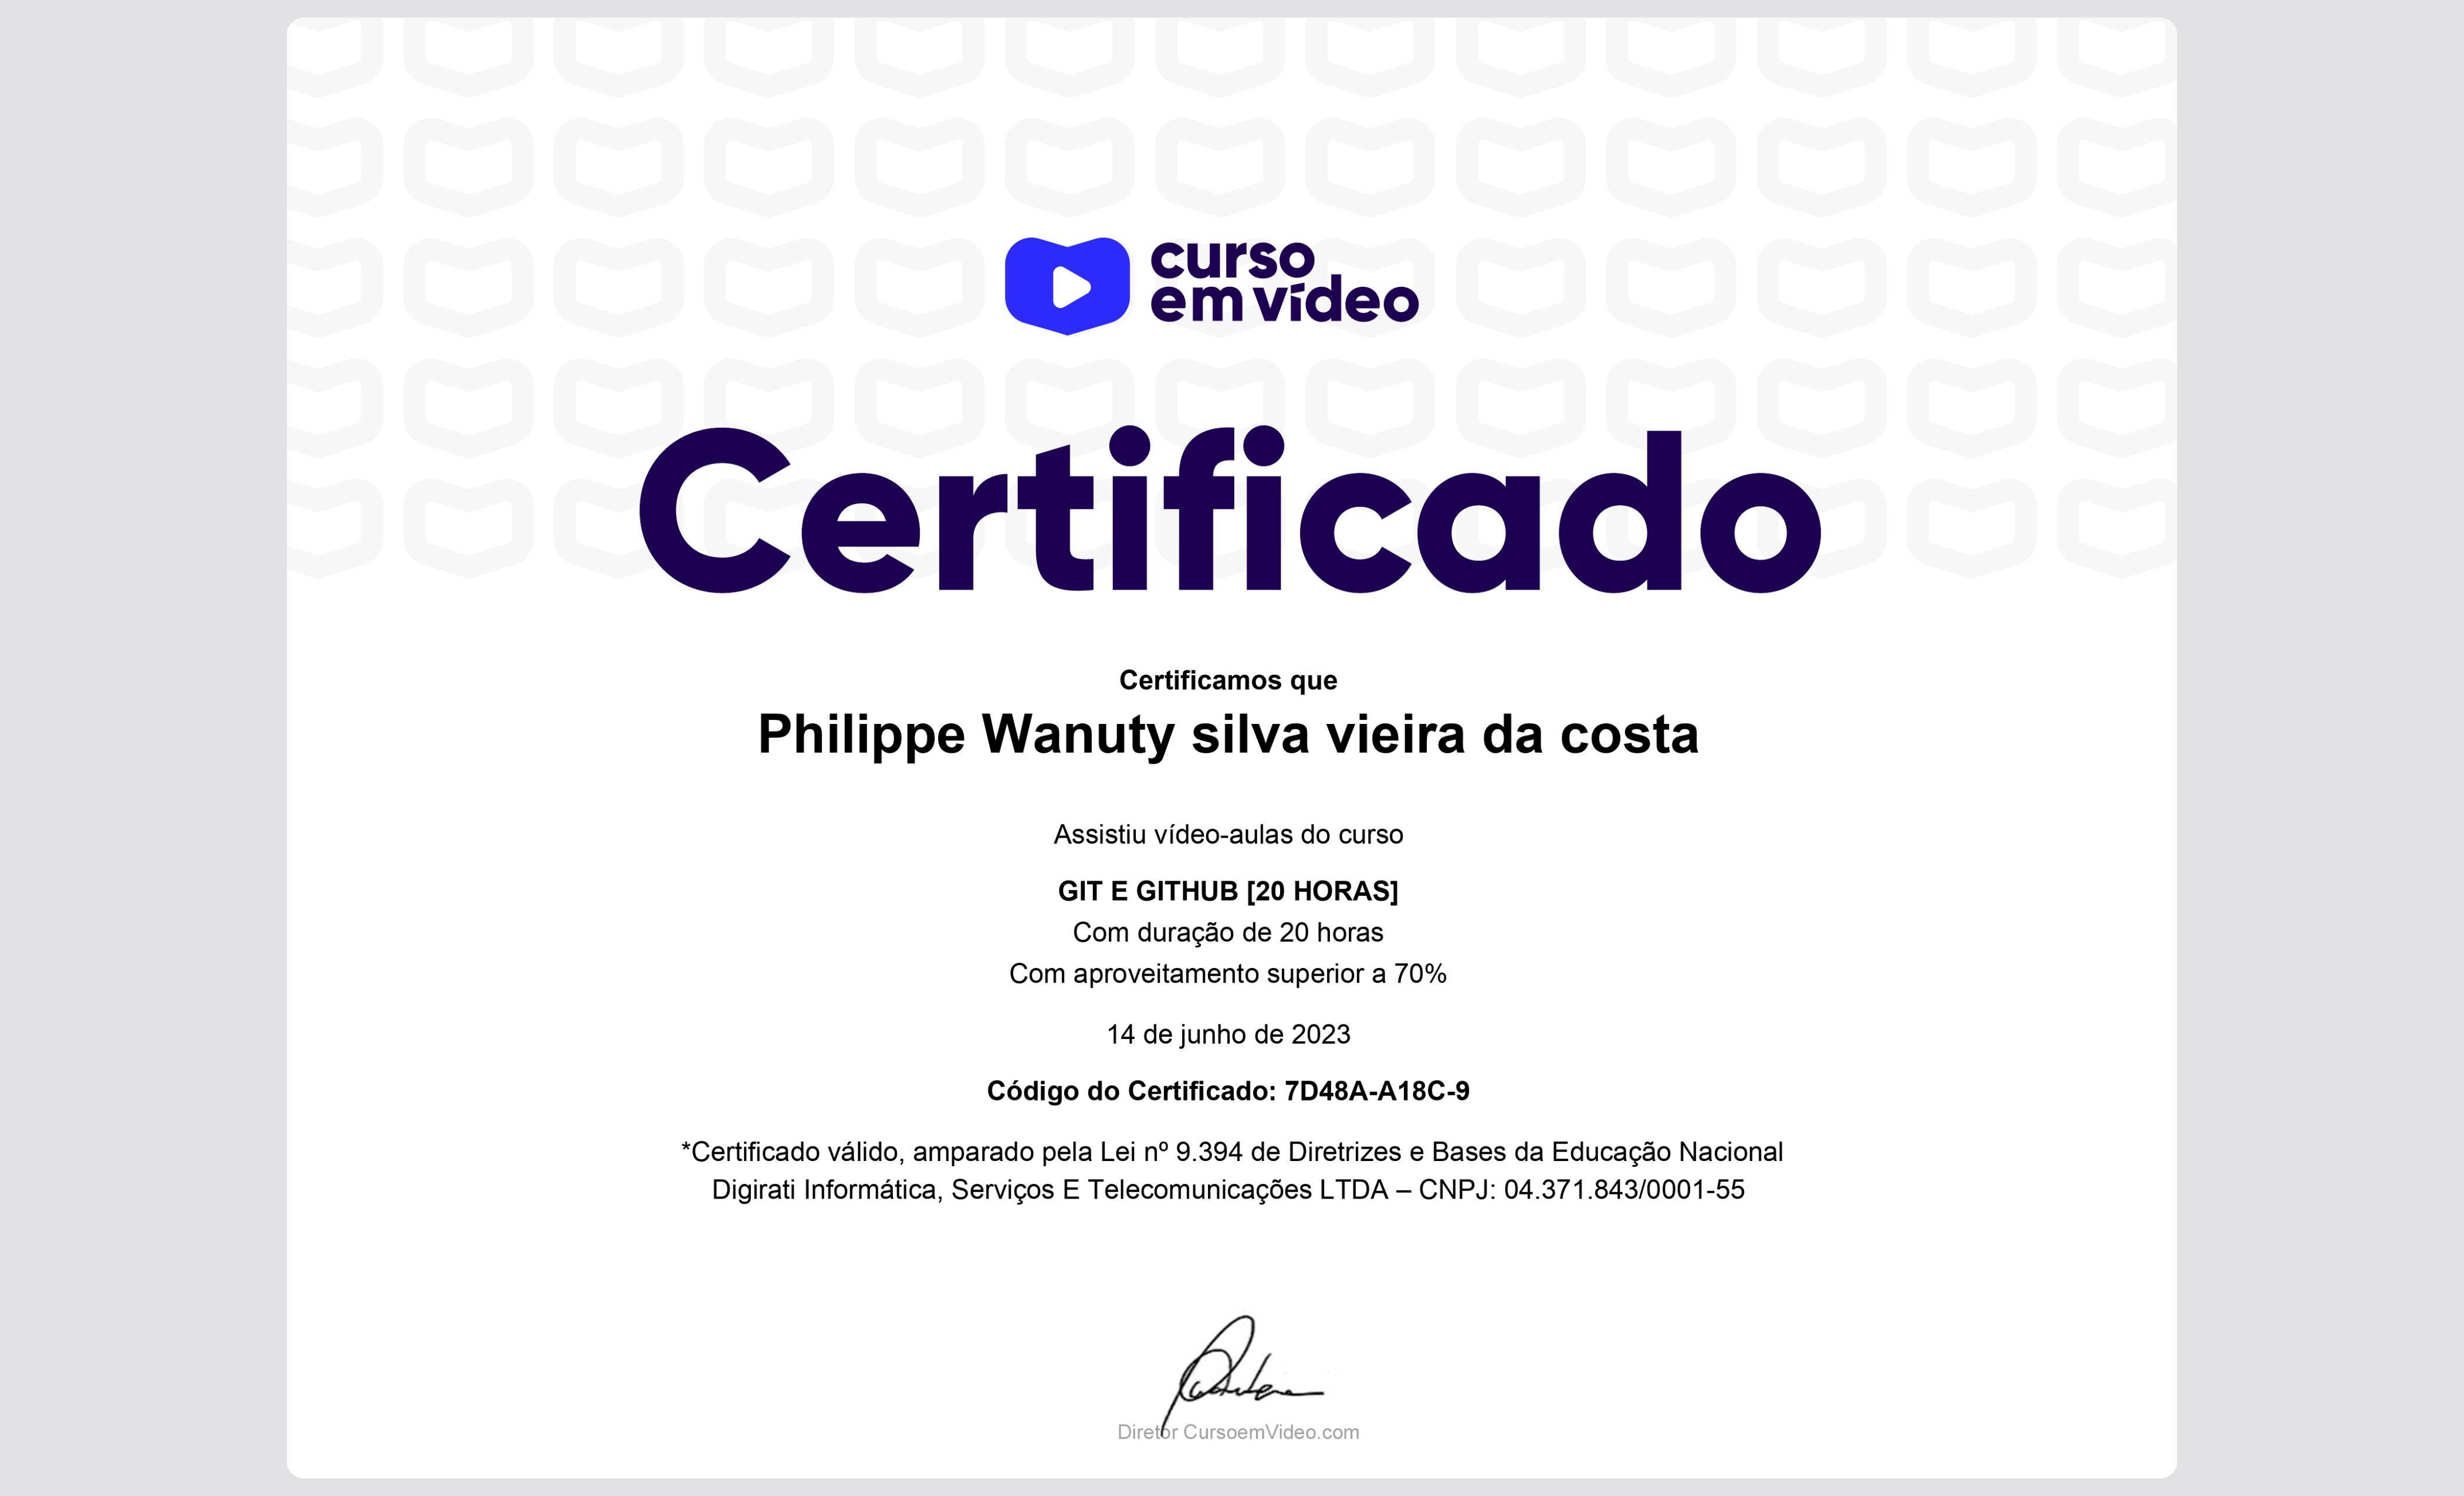 curso
em vídeo
Certificado
Certificamos que
Philippe Wanuty silva vieira da costa
Assistiu vídeo-aulas do curso
GIT E GITHUB [20 HORAS]
Com duração de 20 horas
Com aproveitamento superior a 70%
14 de junho de 2023
Código do Certificado: 7D48A-A18C-9
*Certificado válido, amparado pela Lei nº 9.394 de Diretrizes e Bases da Educação Nacional
Digirati Informática, Serviços E Telecomunicações LTDA – CNPJ: 04.371.843/0001-55
Diretor CursoemVideo.com